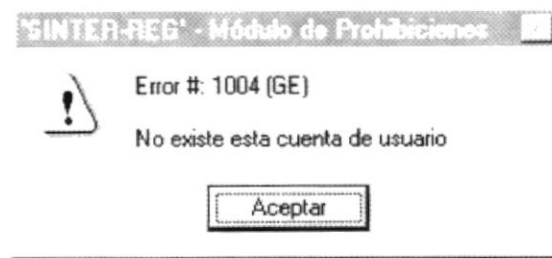 "SINTER-REG" - Módulo de Prohibiciones
Error #: 1004 (GE)
No existe esta cuenta de usuario
Aceptar